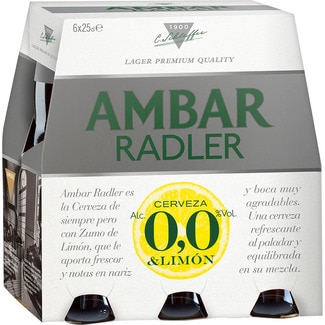 6x25cl℮
1900
LAGER PREMIUM QUALITY
AMBAR
RADLER
Ambar Radler es
la Cerveza de
siempre pero
con Zumo de
Limón, que le
aporta frescor
y notas en nariz
CERVEZA
Alc. 0,0 %Vol.
&LIMÓN
y boca muy
agradables.
Una cerveza
refrescante
al paladar y
equilibrada
en su mezcla.